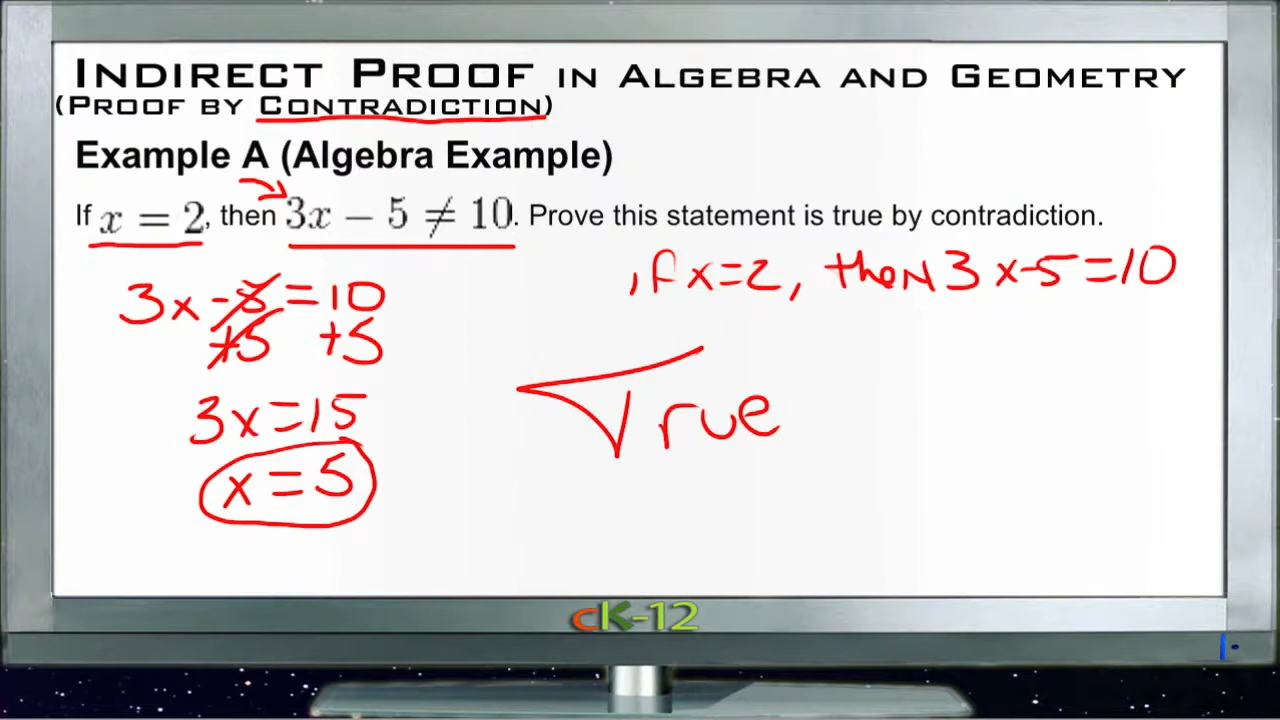 INDIRECT PROOF IN ALGEBRA AND GEOMETRY
(PROOF BY CONTRADICTION)
Example A (Algebra Example)
If x = 2, then 3x − 5 ≠ 10. Prove this statement is true by contradiction.
if x=2, then 3x-5=10
3x-5=10
+5 +5
3x=15
x=5
True
cK-12